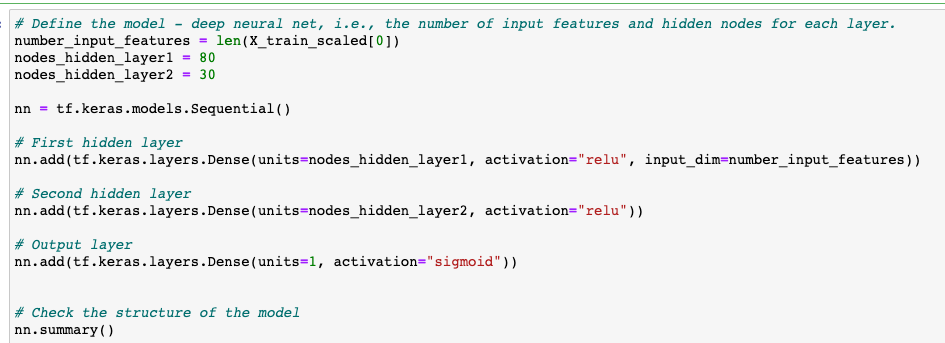 # Define the model - deep neural net, i.e., the number of input features and hidden nodes for each layer.
number_input_features = len(X_train_scaled[0])
nodes_hidden_layer1 = 80
nodes_hidden_layer2 = 30
nn = tf.keras.models.Sequential()
# First hidden layer
nn.add(tf.keras.layers.Dense(units=nodes_hidden_layer1, activation="relu", input_dim=number_input_features))
# Second hidden layer
nn.add(tf.keras.layers.Dense(units=nodes_hidden_layer2, activation="relu"))
# Output layer
nn.add(tf.keras.layers.Dense(units=1, activation="sigmoid"))
# Check the structure of the model
nn.summary()